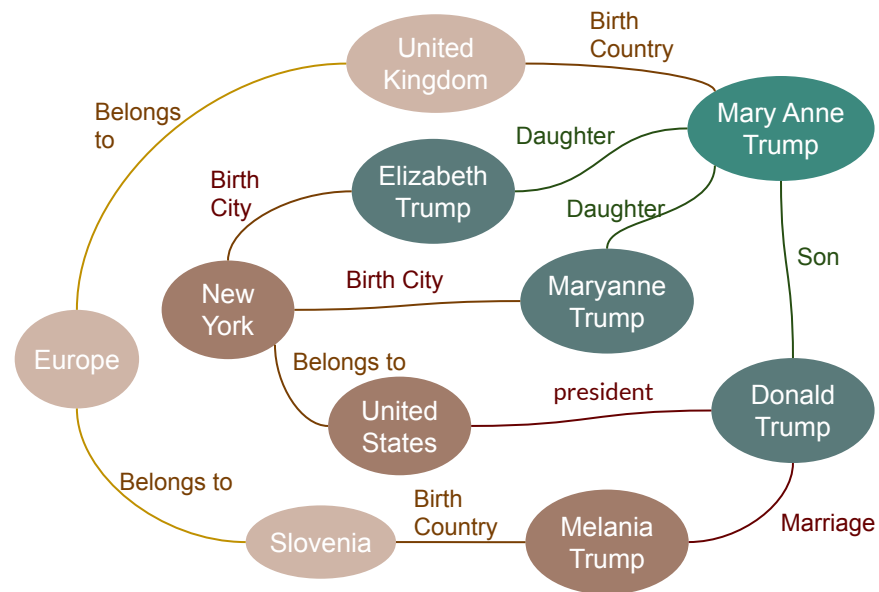 United
Kingdom
Birth
Country
Mary Anne
Trump
Belongs
to
Daughter
Elizabeth
Trump
Birth
City
Daughter
Son
New
York
Birth City
Maryanne
Trump
Europe
Belongs to
United
States
president
Donald
Trump
Belongs to
Slovenia
Birth
Country
Melania
Trump
Marriage